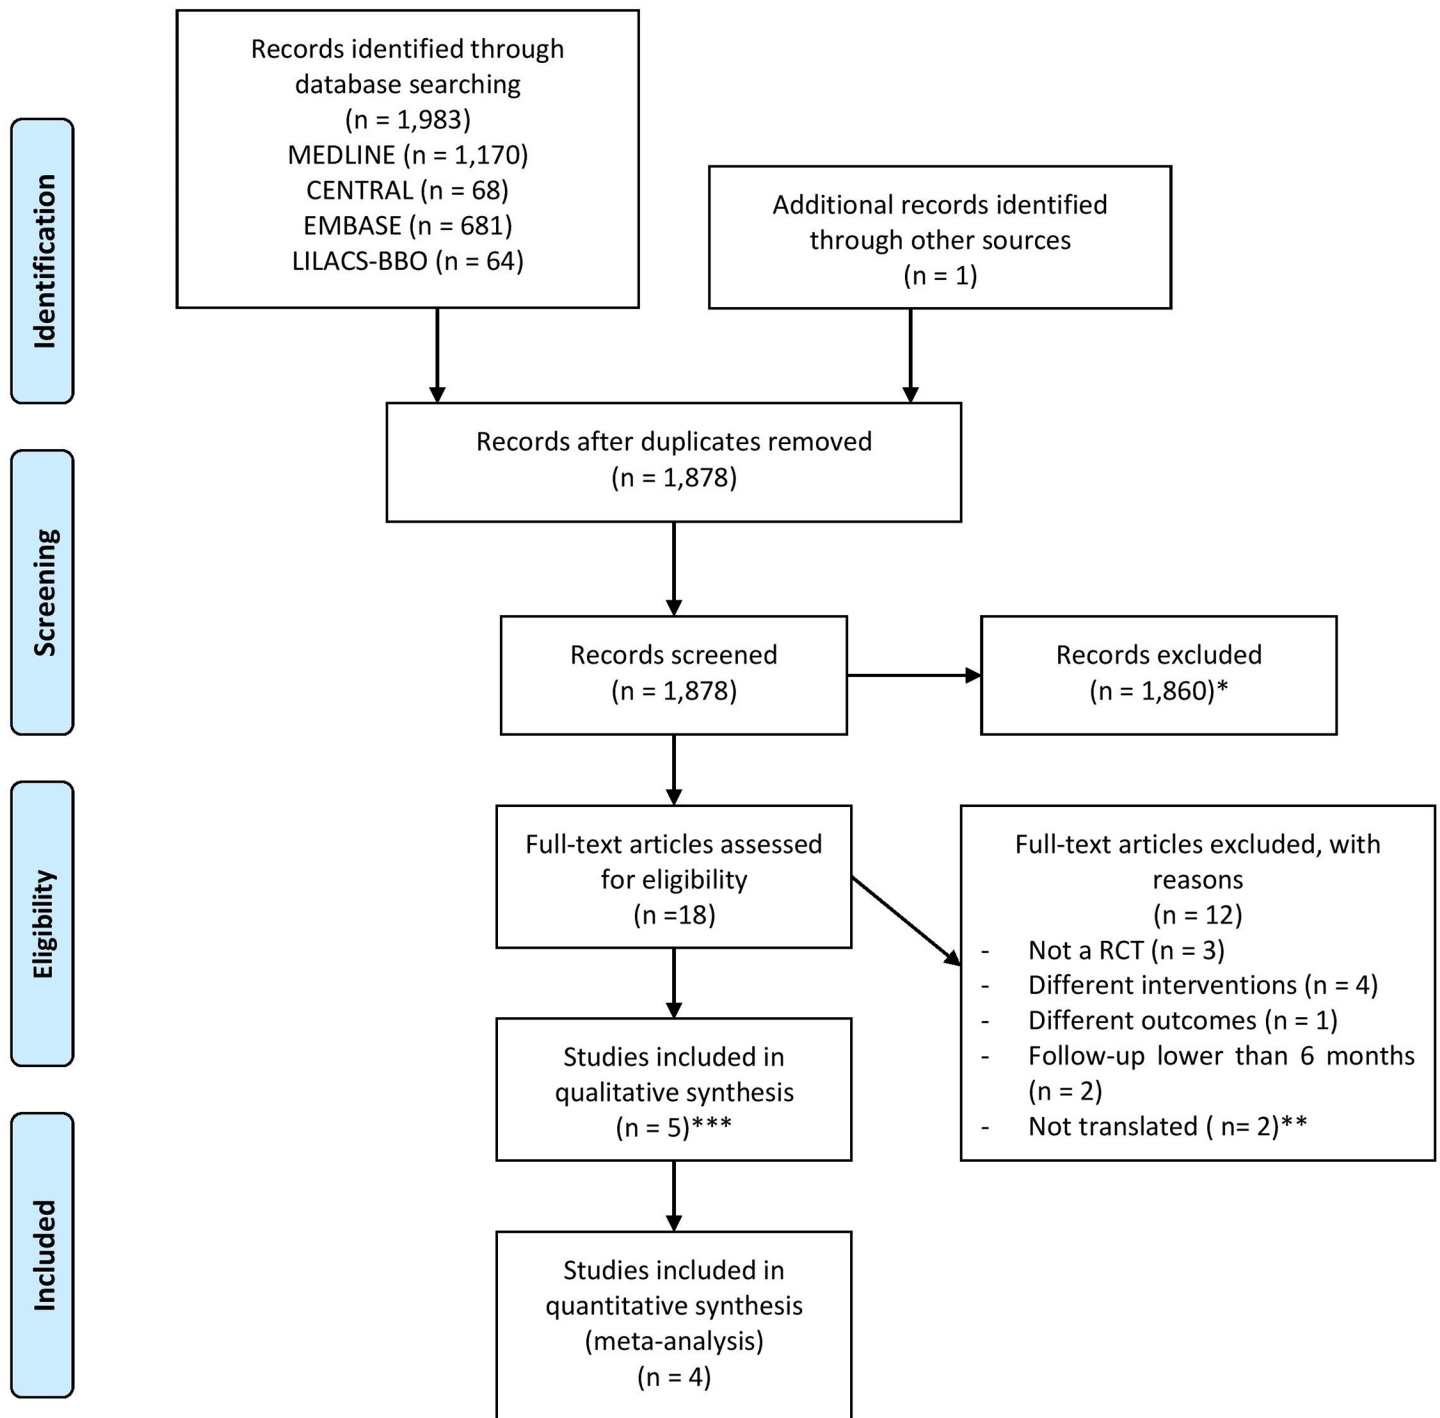 Identification
Records identified through
database searching
(n = 1,983)
MEDLINE (n = 1,170)
CENTRAL (n = 68)
EMBASE (n = 681)
LILACS-BBO (n = 64)
Additional records identified
through other sources
(n = 1)
Records after duplicates removed
(n = 1,878)
Screening
Records screened
(n = 1,878)
Records excluded
(n = 1,860)*
Eligibility
Full-text articles assessed
for eligibility
(n =18)
Full-text articles excluded, with
reasons
(n = 12)
- Not a RCT (n = 3)
- Different interventions (n = 4)
- Different outcomes (n = 1)
- Follow-up lower than 6 months
(n = 2)
- Not translated ( n= 2)**
Studies included in
qualitative synthesis
(n = 5)***
Included
Studies included in
quantitative synthesis
(meta-analysis)
(n = 4)